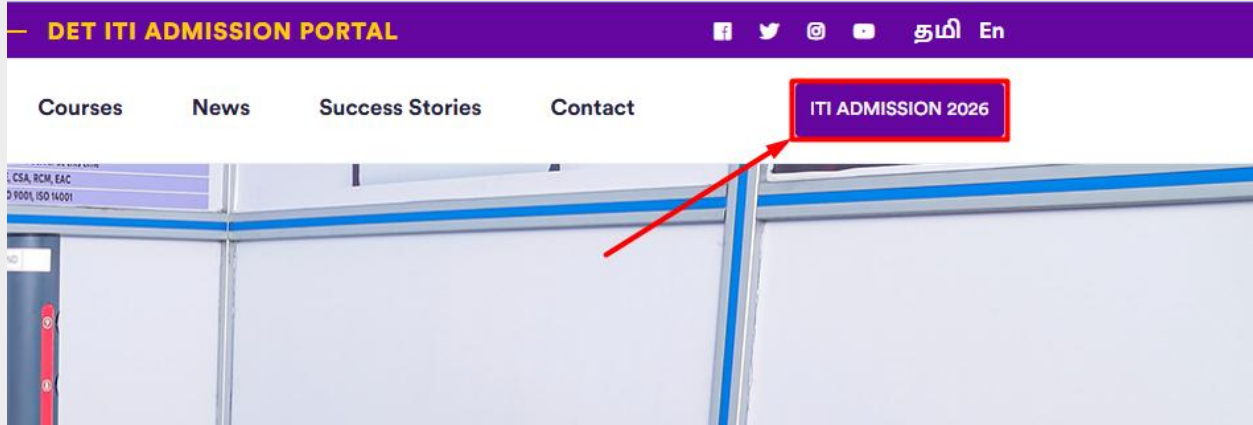 — DET ITI ADMISSION PORTAL தமி En
Courses News Success Stories Contact ITI ADMISSION 2026
CSA, RCM, EAC
9001, ISO 14001